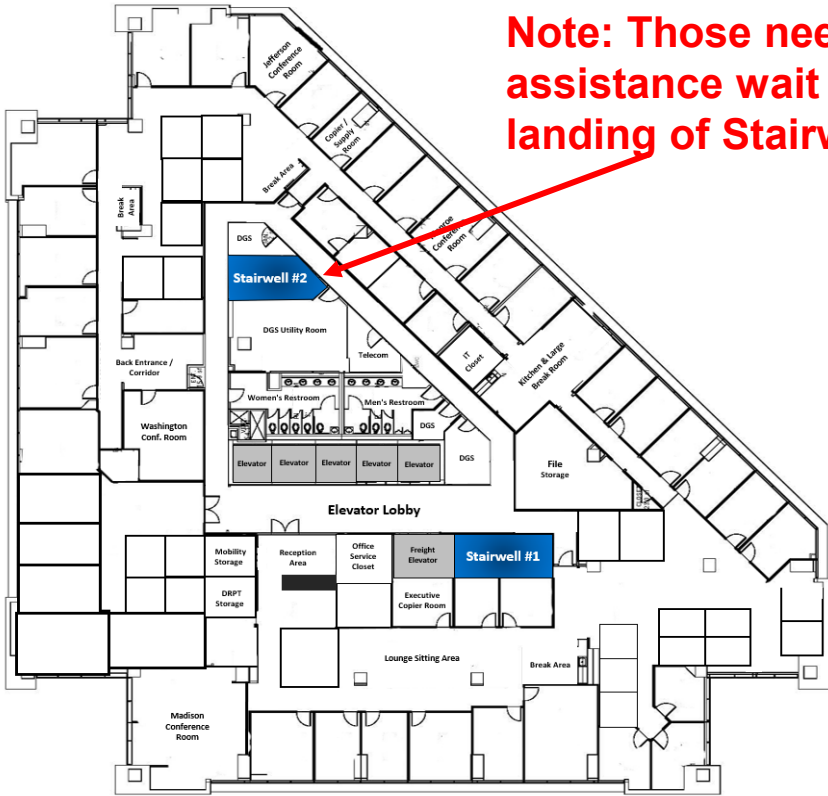 Note: Those nee
assistance wait
landing of Stairw
Jefferson
Conference
Room
Copier /
Supply
Room
Break Area
Break
Area
Conference
Room
DGS
Stairwell #2
DGS Utility Room
Telecom
IT
Closet
Kitchen & Large
Break Room
Back Entrance /
Corridor
Women's Restroom
Men's Restroom
Washington
Conf. Room
DGS
DGS
Elevator
Elevator
Elevator
Elevator
Elevator
File
Storage
Elevator Lobby
Mobility
Storage
Reception
Area
Office
Service
Closet
Freight
Elevator
Stairwell #1
DRPT
Storage
Executive
Copier Room
Lounge Sitting Area
Break Area
Madison
Conference
Room